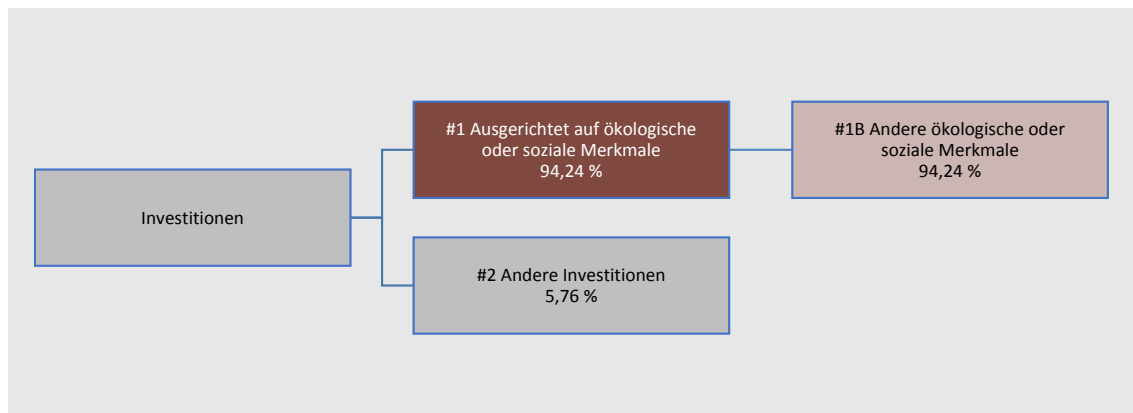 Investitionen
#1 Ausgerichtet auf ökologische
oder soziale Merkmale
94,24 %
#1B Andere ökologische oder
soziale Merkmale
94,24 %
#2 Andere Investitionen
5,76 %